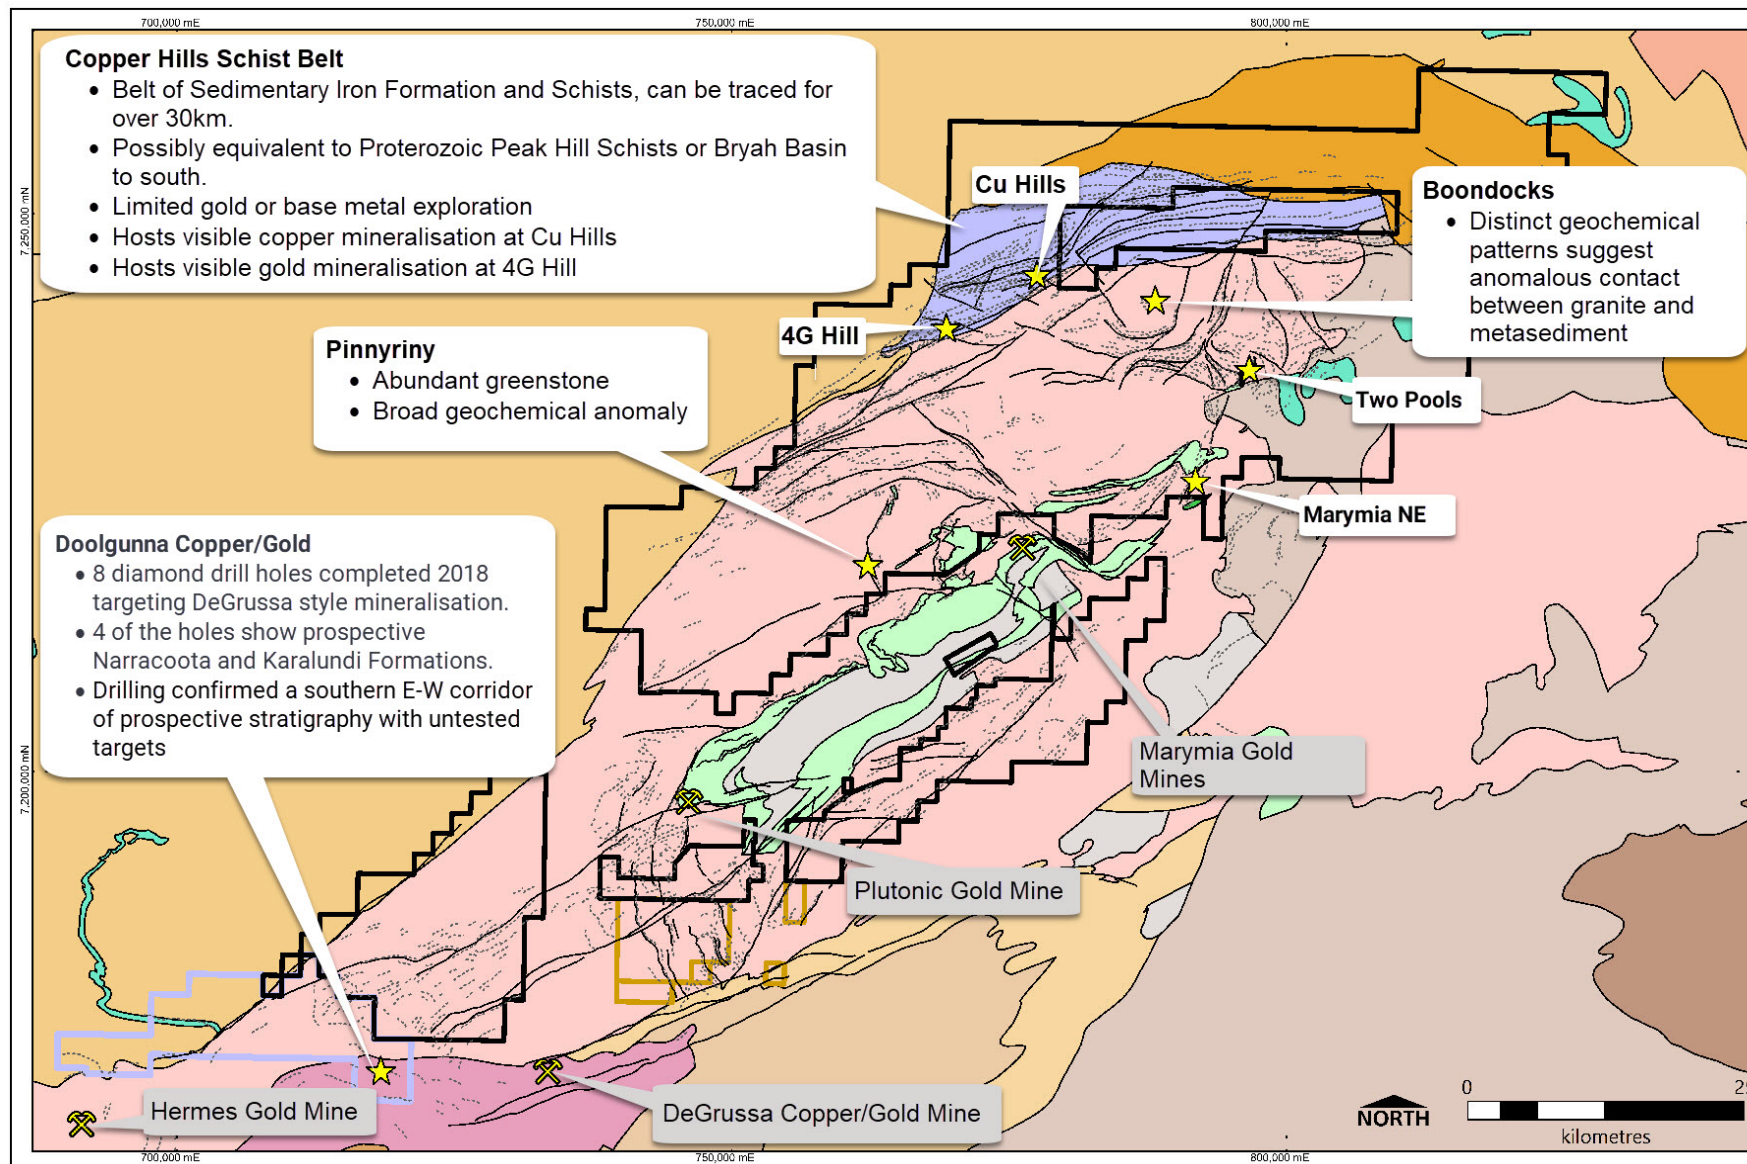 700,000 mE
750,000 mE
800,000 mE
Copper Hills Schist Belt
• Belt of Sedimentary Iron Formation and Schists, can be traced for
over 30km.
• Possibly equivalent to Proterozoic Peak Hill Schists or Bryah Basin
to south.
• Limited gold or base metal exploration
• Hosts visible copper mineralisation at Cu Hills
• Hosts visible gold mineralisation at 4G Hill
Cu Hills
Boondocks
• Distinct geochemical
patterns suggest
anomalous contact
between granite and
metasediment
7,250,000 mN
4G Hill
Pinnyriny
• Abundant greenstone
• Broad geochemical anomaly
Two Pools
Marymia NE
Doolgunna Copper/Gold
• 8 diamond drill holes completed 2018
targeting DeGrussa style mineralisation.
• 4 of the holes show prospective
Narracoota and Karalundi Formations.
• Drilling confirmed a southern E-W corridor
of prospective stratigraphy with untested
targets
Marymia Gold
Mines
7,200,000 mN
Plutonic Gold Mine
Hermes Gold Mine
DeGrussa Copper/Gold Mine
NORTH
0
kilometres
700,000 mE
750,000 mE
800,000 mE